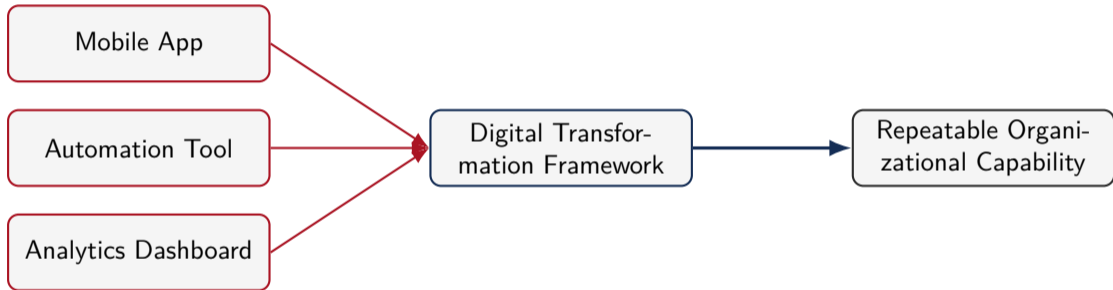 Mobile App
Automation Tool
Analytics Dashboard
Digital Transfor-
mation Framework
Repeatable Organi-
zational Capability